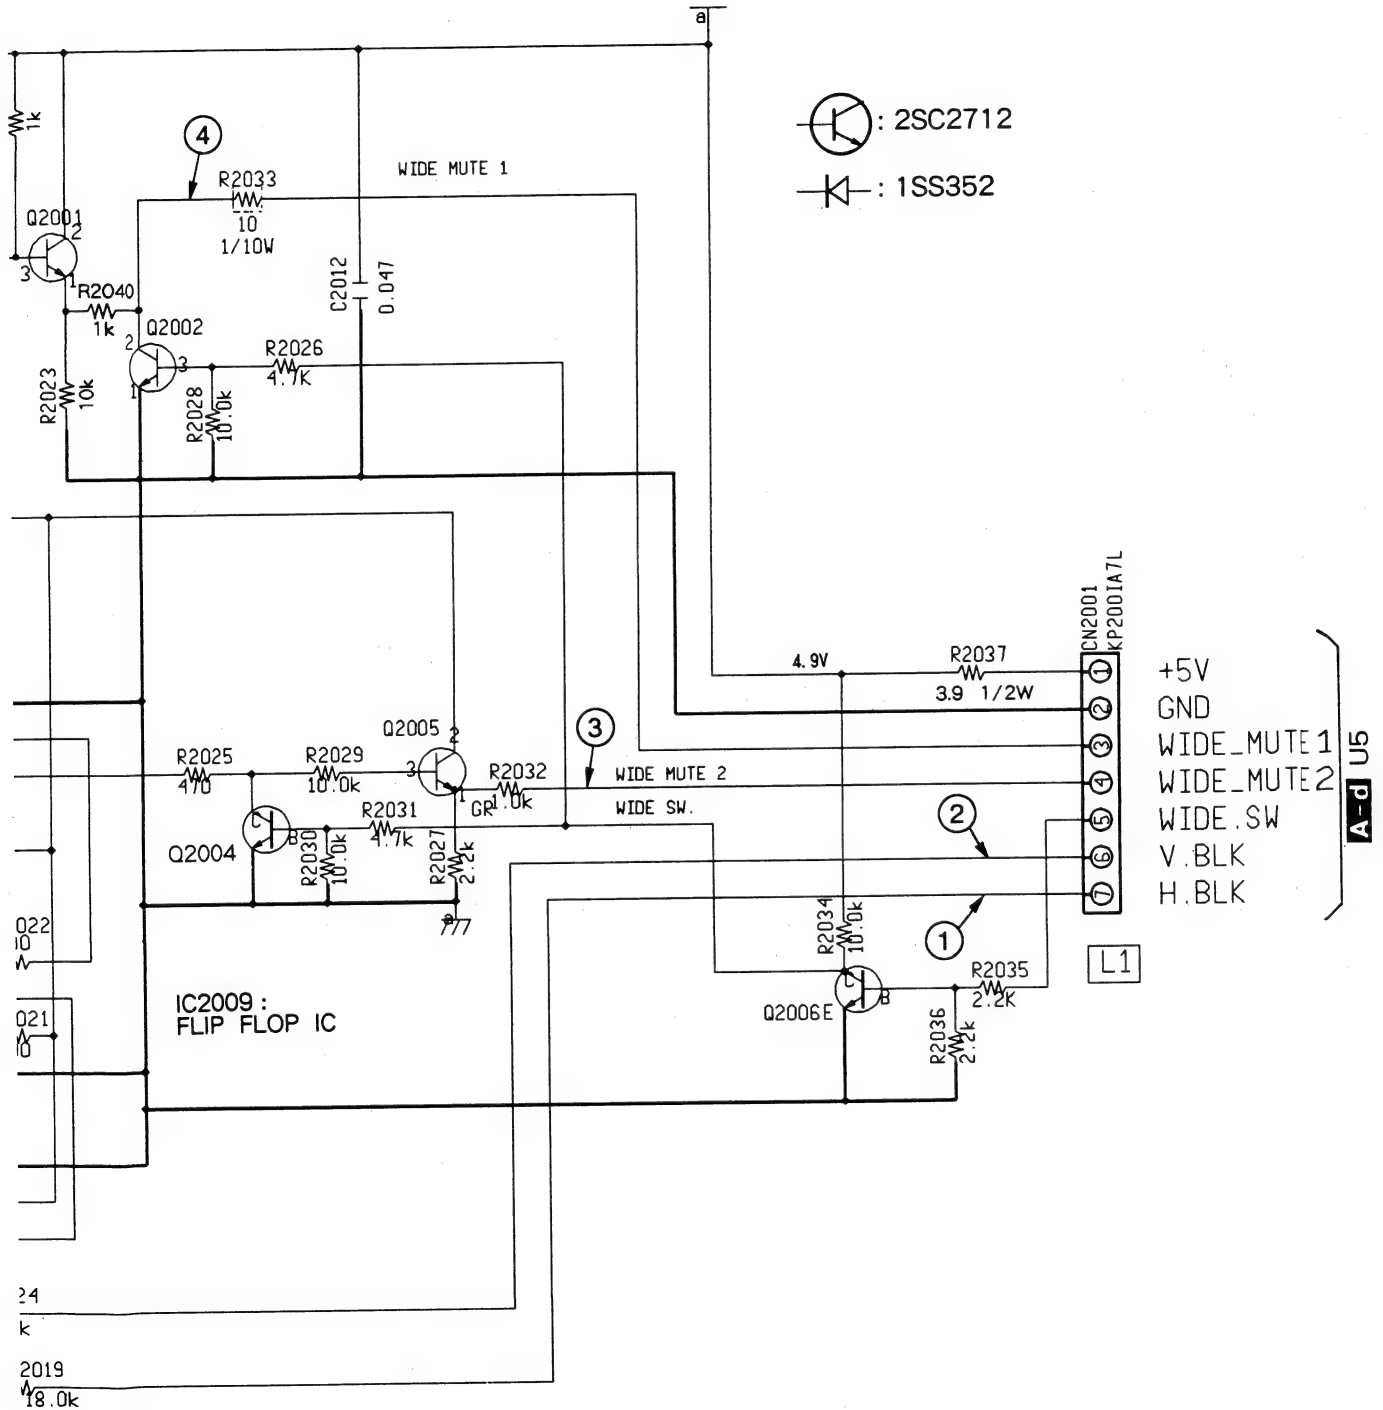 a
1k
4
R2033
10
1/10W
WIDE MUTE 1
: 2SC2712
: 1SS352
Q2001
2
3
1
R2040
1k
C2012
0.047
Q2002
2
3
1
R2026
4.7K
R2023
10k
R2028
10.0k
CN2001
KP200IA7L
4.9V
R2037
3.9 1/2W
1 +5V
2 GND
3 WIDE_MUTE1
4 WIDE_MUTE2
5 WIDE.SW
6 V.BLK
7 H.BLK
A-d U5
Q2005
2
3
1
GR
3
R2025
470
R2029
10.0k
R2032
1.0k
WIDE MUTE 2
WIDE SW.
R2031
4.7k
C
B
Q2004
R2030
10.0k
R2027
2.2k
2
1
L1
R2034
10.0k
C
B
Q2006E
R2035
2.2K
R2036
2.2k
022
021
IC2009 :
FLIP FLOP IC
24
k
2019
18.0k